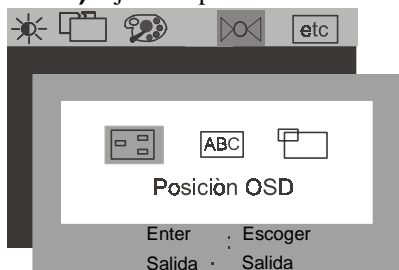 etc
ABC
Posiciòn OSD
Enter : Escoger
Salida · Salida